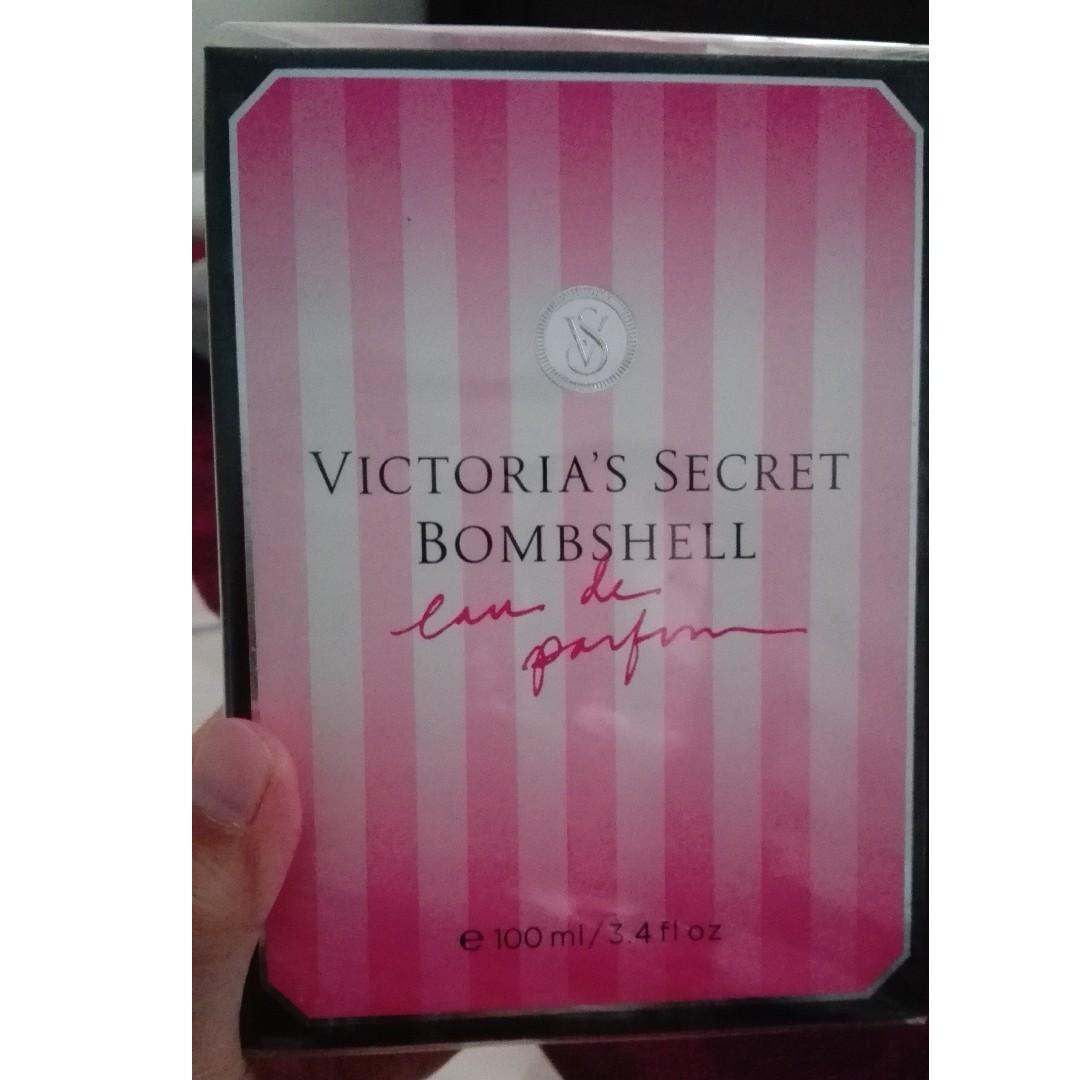 VS
VICTORIA'S SECRET
BOMBSHELL
eau de
parfum
e 100 ml/3.4 fl oz